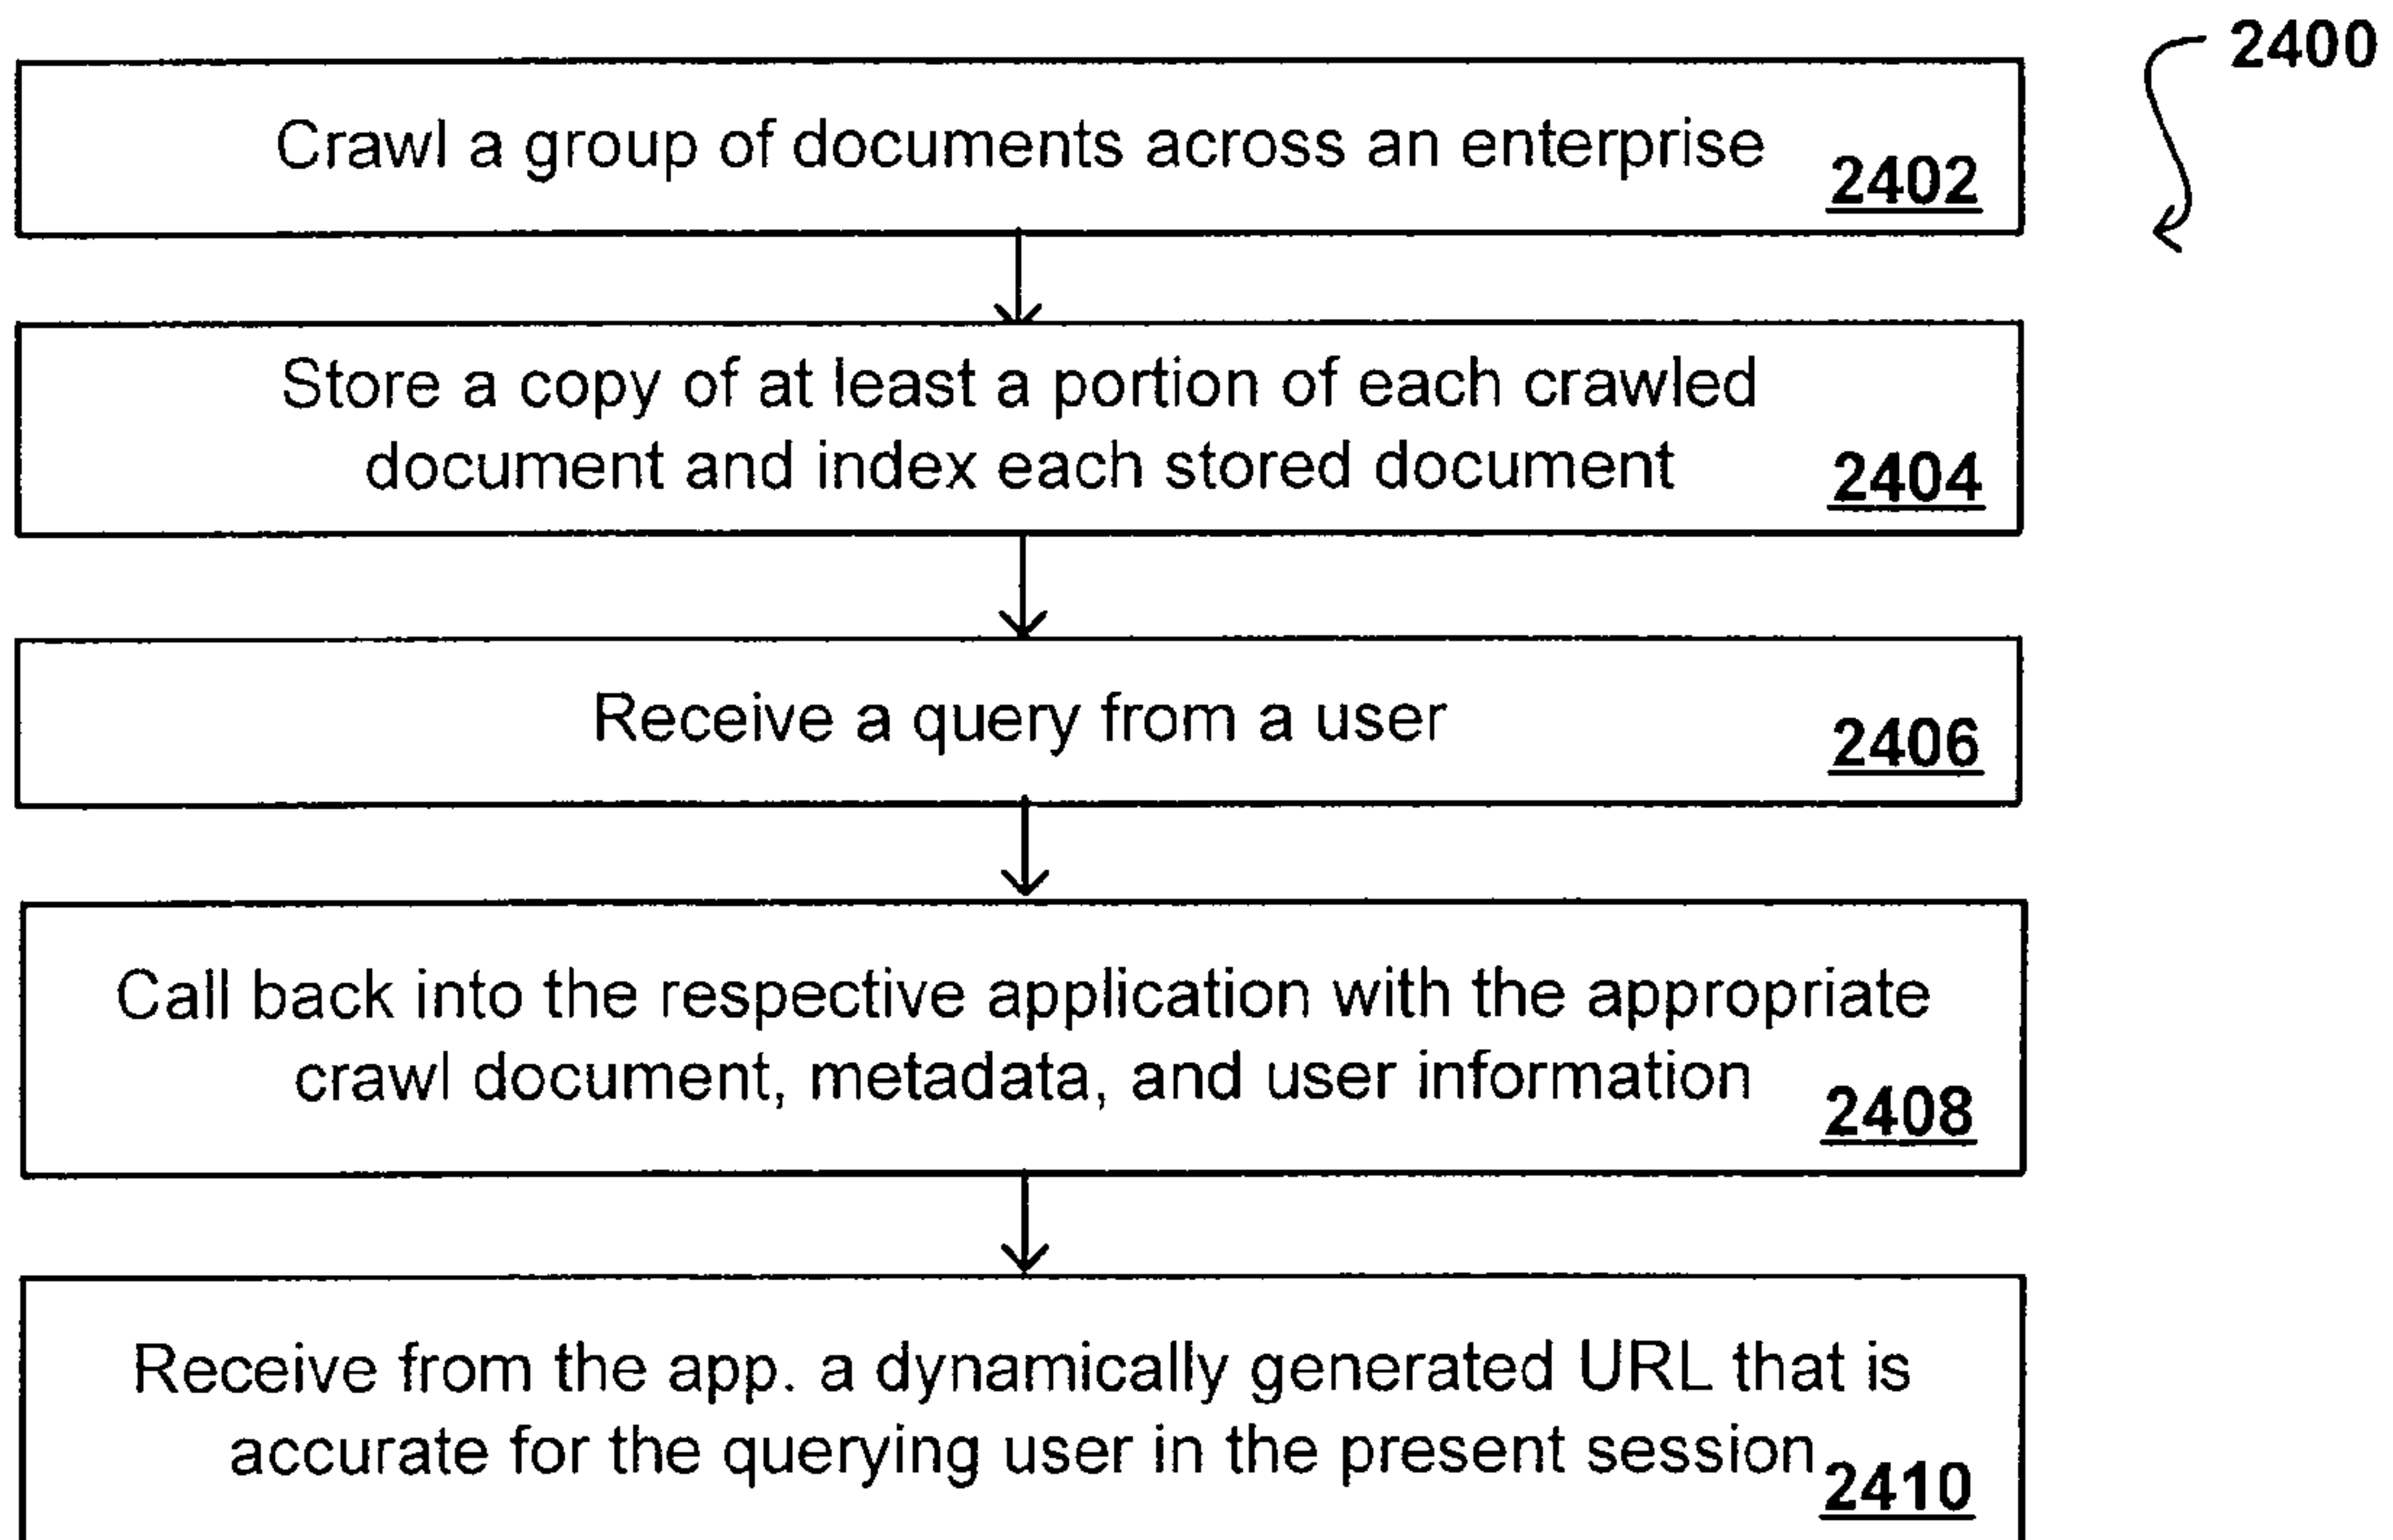 2400
Crawl a group of documents across an enterprise
2402
Store a copy of at least a portion of each crawled
document and index each stored document
2404
Receive a query from a user
2406
Call back into the respective application with the appropriate
crawl document, metadata, and user information
2408
Receive from the app. a dynamically generated URL that is
accurate for the querying user in the present session
2410